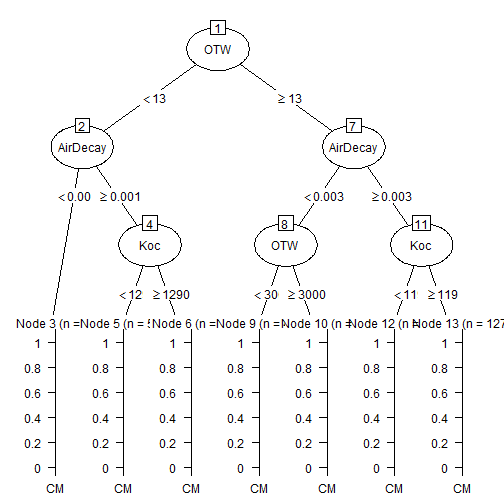 1
OTW
< 13
≥ 13
2
7
AirDecay
AirDecay
< 0.00
≥ 0.001
< 0.003
≥ 0.003
4
8
11
Koc
OTW
Koc
< 12
≥ 1290
< 30
≥ 3000
< 11
≥ 119
Node 3 (n = Node 5 (n = Node 6 (n = Node 9 (n = Node 10 (n = Node 12 (n Node 13 (n = 127
1 1 1 1 1 1 1
0.8 0.8 0.8 0.8 0.8 0.8 0.8
0.6 0.6 0.6 0.6 0.6 0.6 0.6
0.4 0.4 0.4 0.4 0.4 0.4 0.4
0.2 0.2 0.2 0.2 0.2 0.2 0.2
0 0 0 0 0 0 0
CM CM CM CM CM CM CM